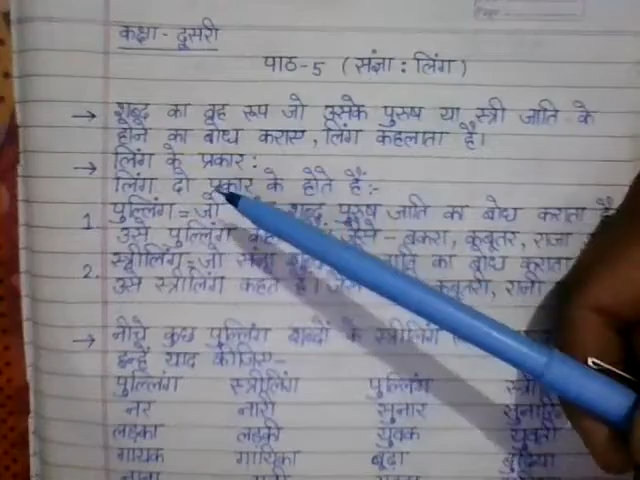 Page
कक्षा - दूसरी
पाठ-5 (संज्ञा : लिंग)
→ शब्द का वह रूप जो उसके पुरुष या स्त्री जाति के
होने का बोध कराए, लिंग कहलाता है।
→ लिंग के प्रकार :
लिंग दो प्रकार के होते हैं:-
1. पुल्लिंग = जो शब्द पुरुष जाति का बोध कराता है
उसे पुल्लिंग जैसे - बकरा, कबूतर, राजा
2. स्त्रीलिंग = जो संज्ञा जाति का बोध कराता
उसे स्त्रीलिंग कहते हैं। कबूतरी, रानी
→ नीचे कुछ पुल्लिंग शब्दों के स्त्रीलिंग
इन्हें याद कीजिए-
पुल्लिंग स्त्रीलिंग पुल्लिंग
नर नारी सुनार
लड़का लड़की युवक युवती
गायक गायिका बूढ़ा बुढ़िया